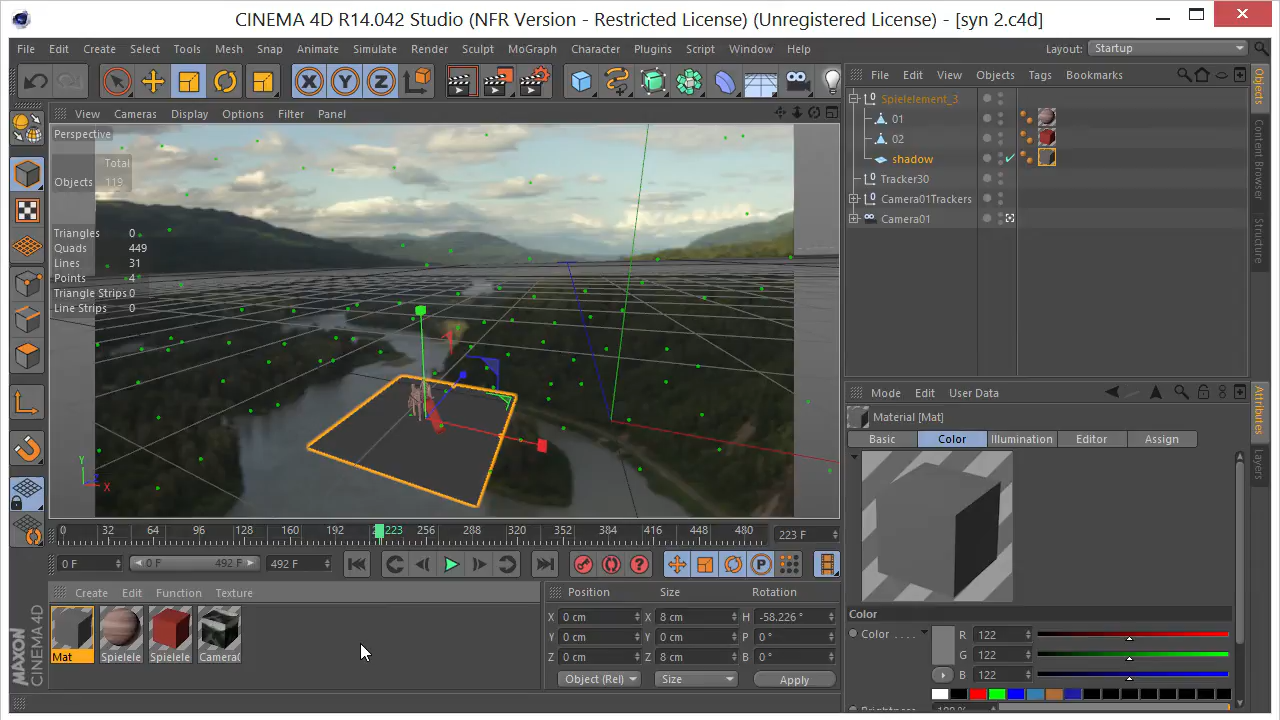 CINEMA 4D R14.042 Studio (NFR Version - Restricted License) (Unregistered License) - [syn 2.c4d]
File Edit Create Select Tools Mesh Snap Animate Simulate Render Sculpt MoGraph Character Plugins Script Window Help Layout: Startup
X Y Z
File Edit View Objects Tags Bookmarks
View Cameras Display Options Filter Panel
Perspective
Total
Objects 119
Triangles 0
Quads 449
Lines 31
Points 4
Triangle Strips 0
Line Strips 0
Y
X
Spielelement_3
01
02
shadow
Tracker30
Camera01Trackers
Camera01
Objects
Content Browser
Structure
Mode Edit User Data
Material [Mat]
Basic Color Illumination Editor Assign
Attributes
Layers
Color
Color . . . .
R 122
G 122
B 122
0 32 64 96 128 160 192 223 256 288 320 352 384 416 448 480 223 F
0 F 0 F 492 F 492 F
P
Create Edit Function Texture
Mat Spielele Spielele Camera(
Position Size Rotation
X 0 cm X 8 cm H -58.226 °
Y 0 cm Y 0 cm P 0 °
Z 0 cm Z 8 cm B 0 °
Object (Rel) Size Apply
MAXON
CINEMA 4D